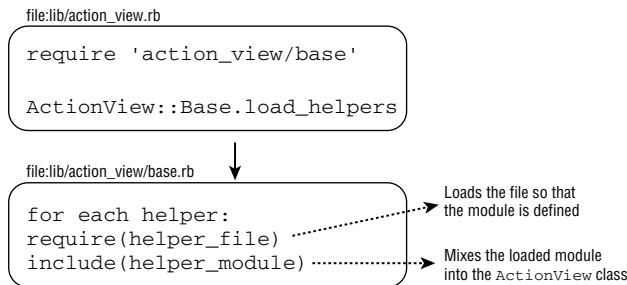 file:lib/action_view.rb
require 'action_view/base'
ActionView::Base.load_helpers
file:lib/action_view/base.rb
for each helper:
require(helper_file)
include(helper_module)
Loads the file so that
the module is defined
Mixes the loaded module
into the ActionView class